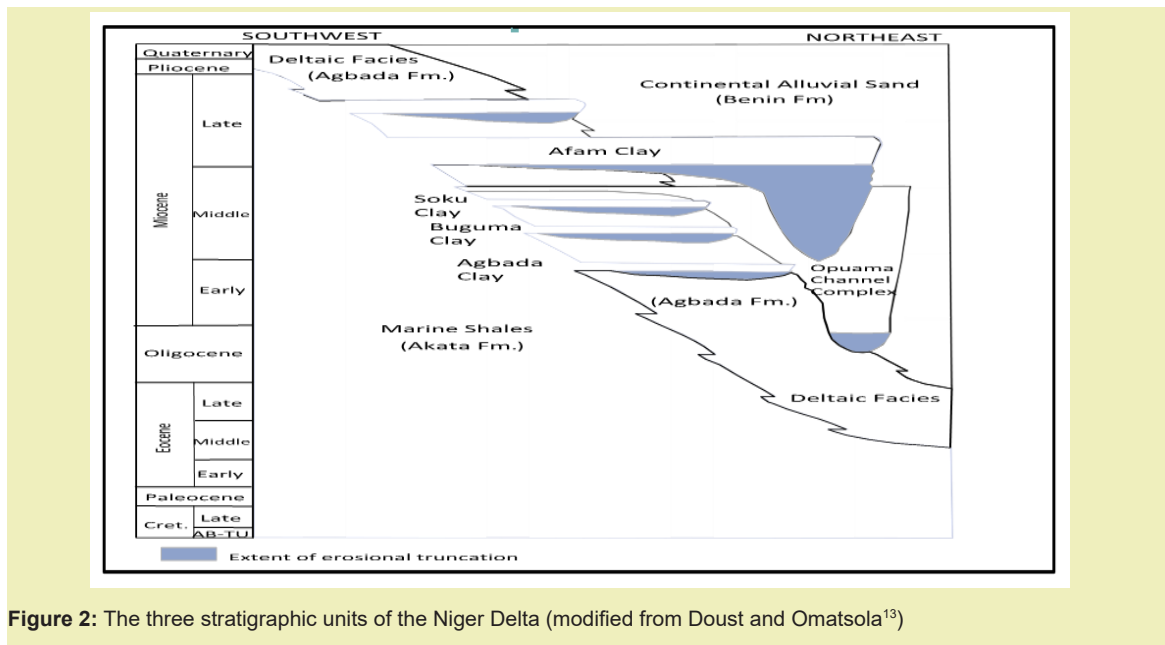 SOUTHWEST
NORTHEAST
Quaternary
Pliocene
Miocene
Late
Middle
Early
Oligocene
Eocene
Late
Middle
Early
Paleocene
Cret.
Late
AB-TU
Deltaic Facies
(Agbada Fm.)
Continental Alluvial Sand
(Benin Fm)
Afam Clay
Soku
Clay
Buguma
Clay
Agbada
Clay
Opuama
Channel
Complex
(Agbada Fm.)
Marine Shales
(Akata Fm.)
Deltaic Facies
Extent of erosional truncation
Figure 2: The three stratigraphic units of the Niger Delta (modified from Doust and Omatsola13)